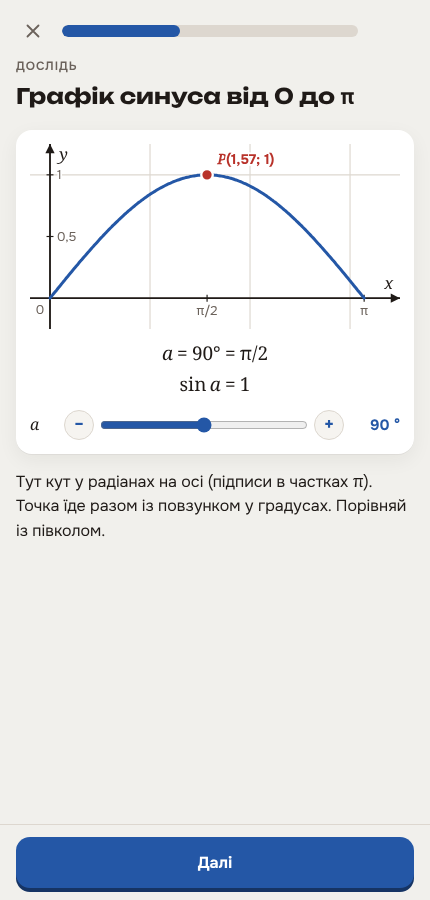 ДОСЛІДЬ
Графік синуса від 0 до π
y
P(1,57; 1)
1
0,5
x
0
π/2
π
a = 90° = π/2
sin a = 1
a
−
+
90 °
Тут кут у радіанах на осі (підписи в частках π).
Точка їде разом із повзунком у градусах. Порівняй
із півколом.
Далі